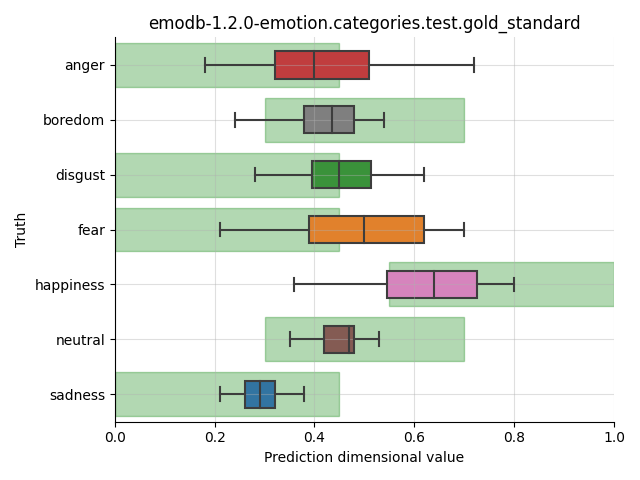 emodb-1.2.0-emotion.categories.test.gold_standard
Truth
anger
boredom
disgust
fear
happiness
neutral
sadness
0.0 0.2 0.4 0.6 0.8 1.0
Prediction dimensional value